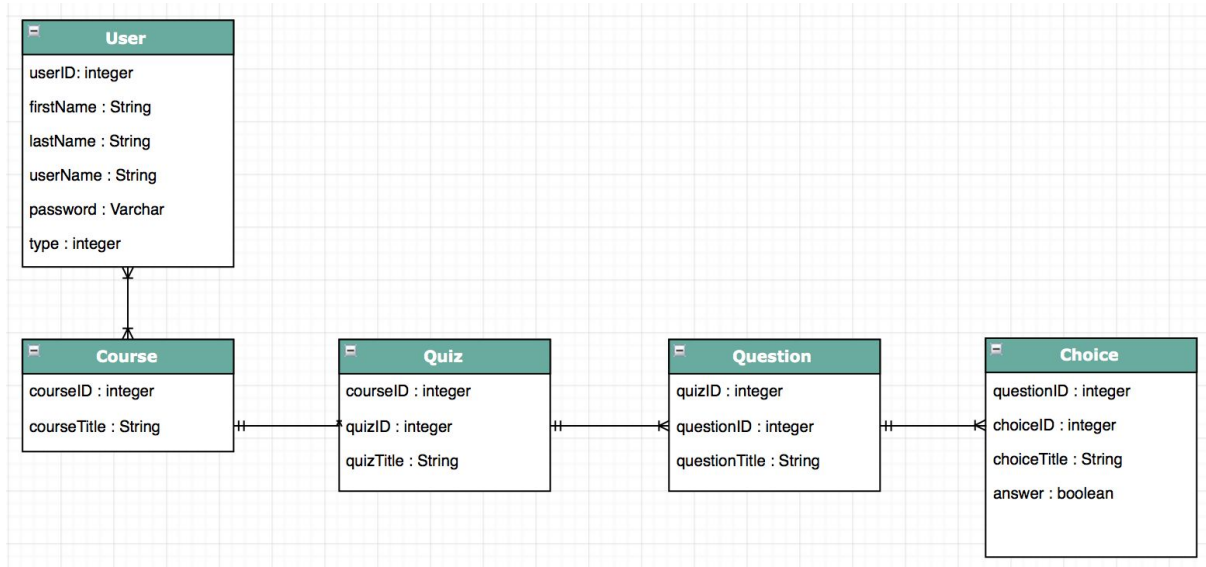 User
userID: integer
firstName : String
lastName : String
userName : String
password : Varchar
type : integer
Course
courseID : integer
courseTitle : String
Quiz
courseID : integer
quizID : integer
quizTitle : String
Question
quizID : integer
questionID : integer
questionTitle : String
Choice
questionID : integer
choiceID : integer
choiceTitle : String
answer : boolean